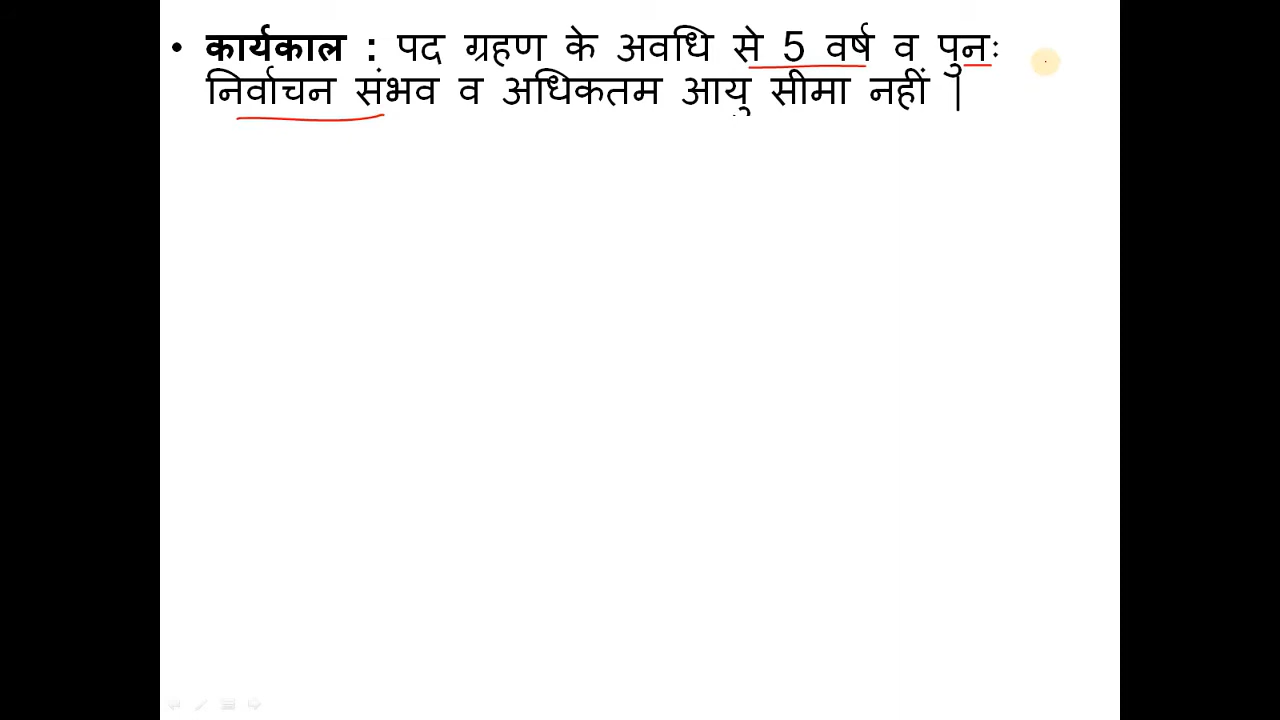 • कार्यकाल : पद ग्रहण के अवधि से 5 वर्ष व पुनः
निर्वाचन संभव व अधिकतम आयु सीमा नहीं |